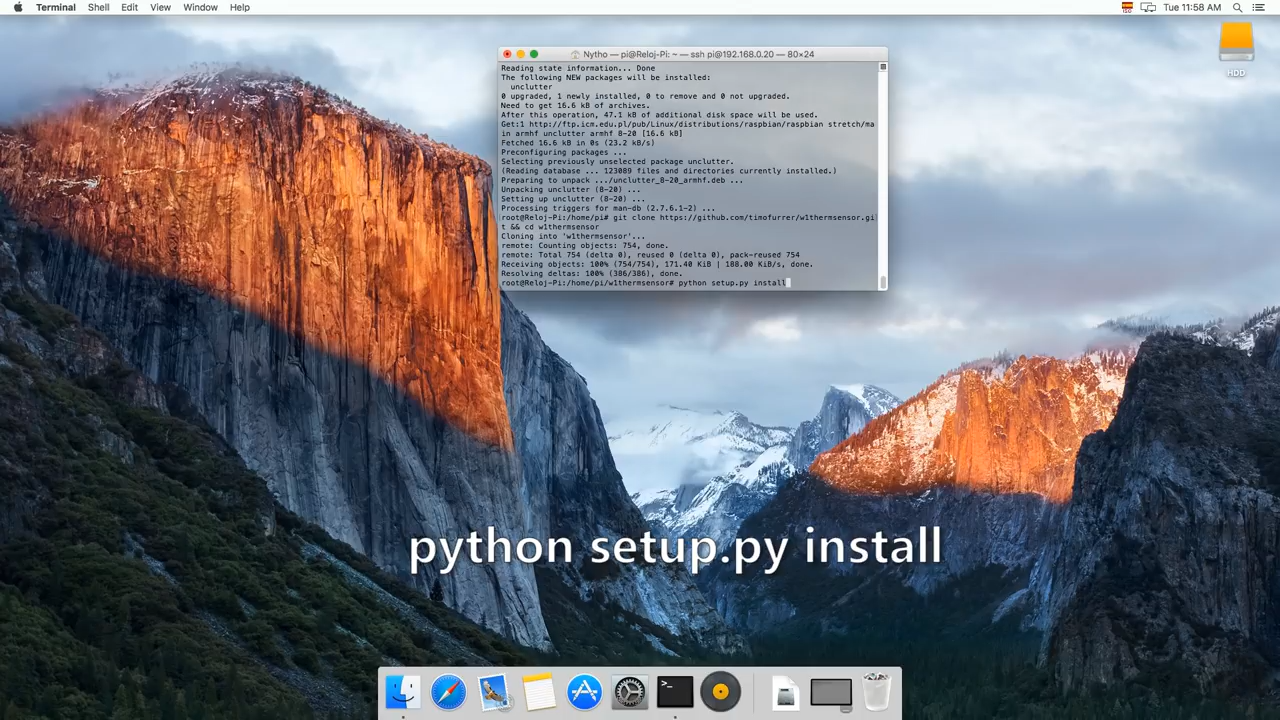 Terminal Shell Edit View Window Help
ISO
Tue 11:58 AM
HDD
Nytho — pi@Reloj-Pi: ~ — ssh pi@192.168.0.20 — 80×24
Reading state information... Done
The following NEW packages will be installed:
unclutter
0 upgraded, 1 newly installed, 0 to remove and 0 not upgraded.
Need to get 16.6 kB of archives.
After this operation, 47.1 kB of additional disk space will be used.
Get:1 http://ftp.icm.edu.pl/pub/Linux/distributions/raspbian/raspbian stretch/ma
in armhf unclutter armhf 8-20 [16.6 kB]
Fetched 16.6 kB in 0s (23.2 kB/s)
Preconfiguring packages ...
Selecting previously unselected package unclutter.
(Reading database ... 123089 files and directories currently installed.)
Preparing to unpack .../unclutter_8-20_armhf.deb ...
Unpacking unclutter (8-20) ...
Setting up unclutter (8-20) ...
Processing triggers for man-db (2.7.6.1-2) ...
root@Reloj-Pi:/home/pi# git clone https://github.com/timofurrer/w1thermsensor.gi
t && cd w1thermsensor
Cloning into 'w1thermsensor'...
remote: Counting objects: 754, done.
remote: Total 754 (delta 0), reused 0 (delta 0), pack-reused 754
Receiving objects: 100% (754/754), 171.40 KiB | 188.00 KiB/s, done.
Resolving deltas: 100% (386/386), done.
root@Reloj-Pi:/home/pi/w1thermsensor# python setup.py install
python setup.py install